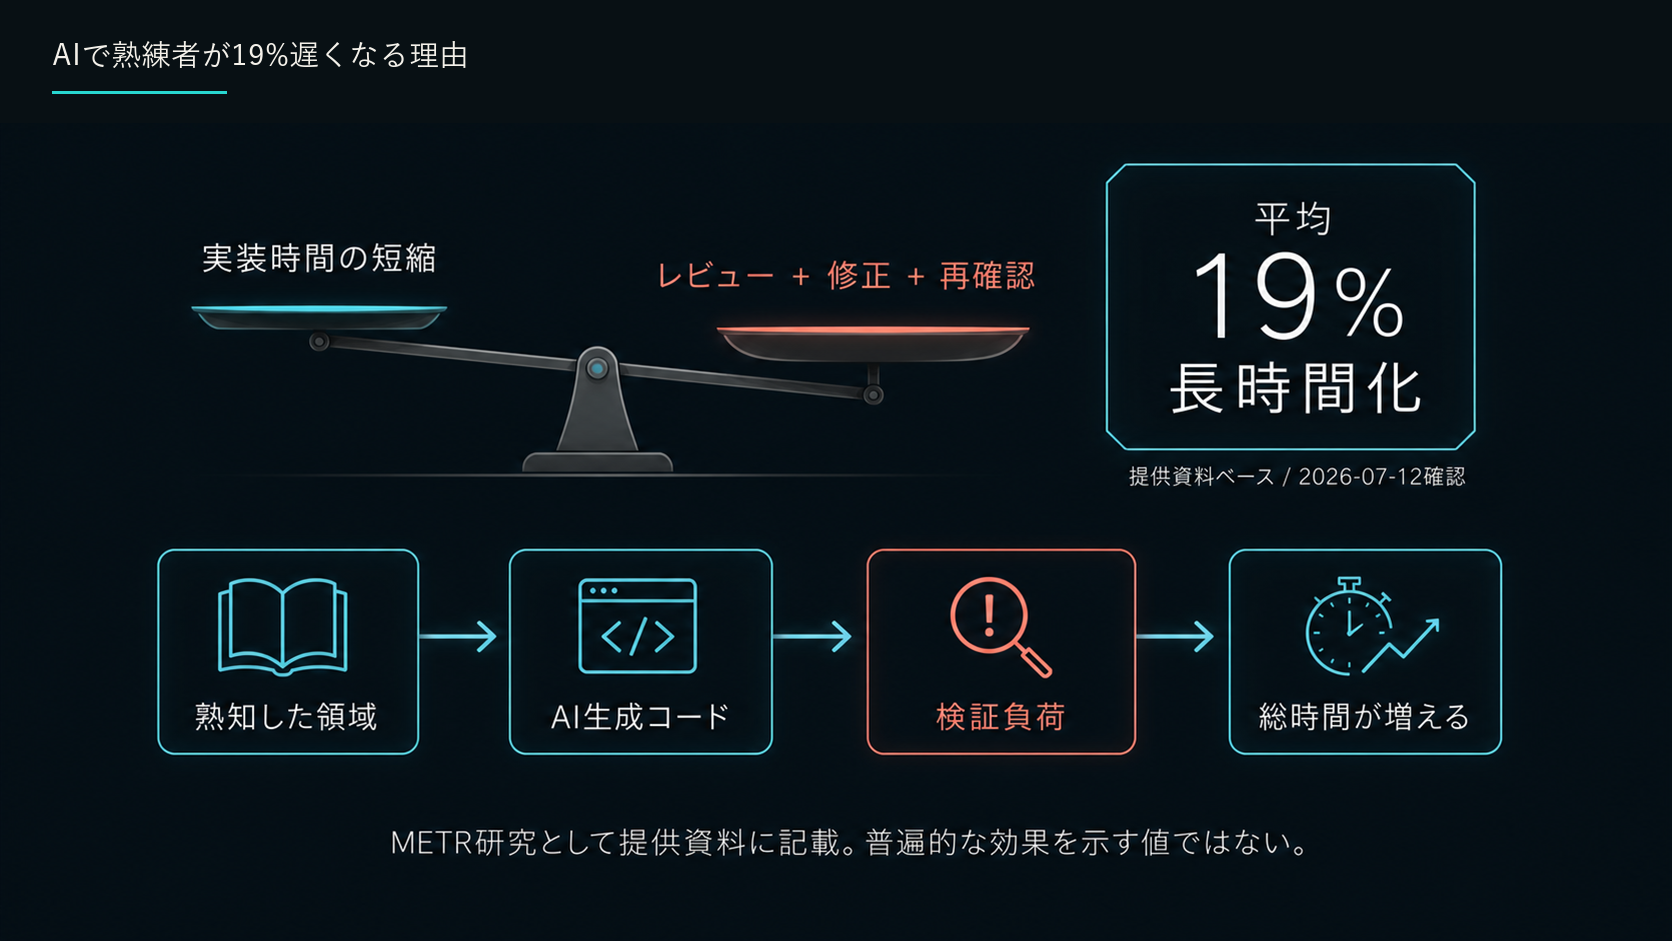 AIで熟練者が19%遅くなる理由
実装時間の短縮
レビュー + 修正 + 再確認
平均
19%
長時間化
提供資料ベース / 2026-07-12確認
</>
!
熟知した領域
AI生成コード
検証負荷
総時間が増える
METR研究として提供資料に記載。普遍的な効果を示す値ではない。